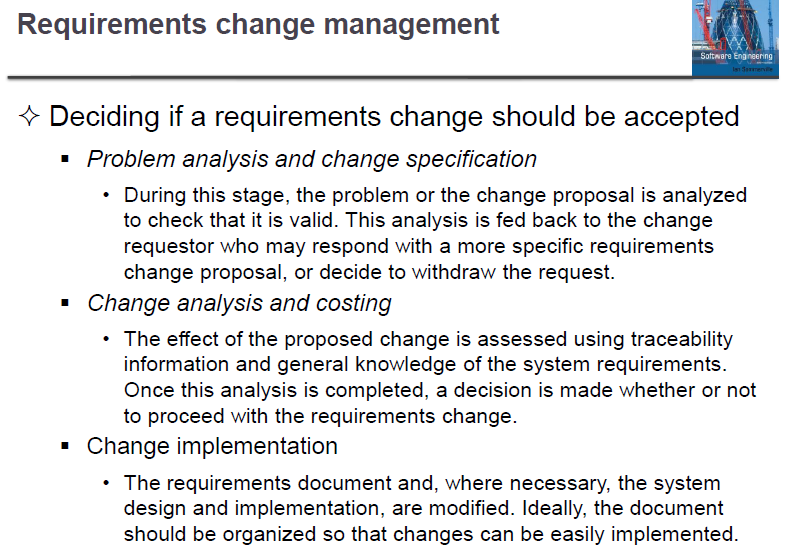 Requirements change management
Software Engineering
Ian Sommerville
✧ Deciding if a requirements change should be accepted
▪ Problem analysis and change specification
• During this stage, the problem or the change proposal is analyzed
to check that it is valid. This analysis is fed back to the change
requestor who may respond with a more specific requirements
change proposal, or decide to withdraw the request.
▪ Change analysis and costing
• The effect of the proposed change is assessed using traceability
information and general knowledge of the system requirements.
Once this analysis is completed, a decision is made whether or not
to proceed with the requirements change.
▪ Change implementation
• The requirements document and, where necessary, the system
design and implementation, are modified. Ideally, the document
should be organized so that changes can be easily implemented.